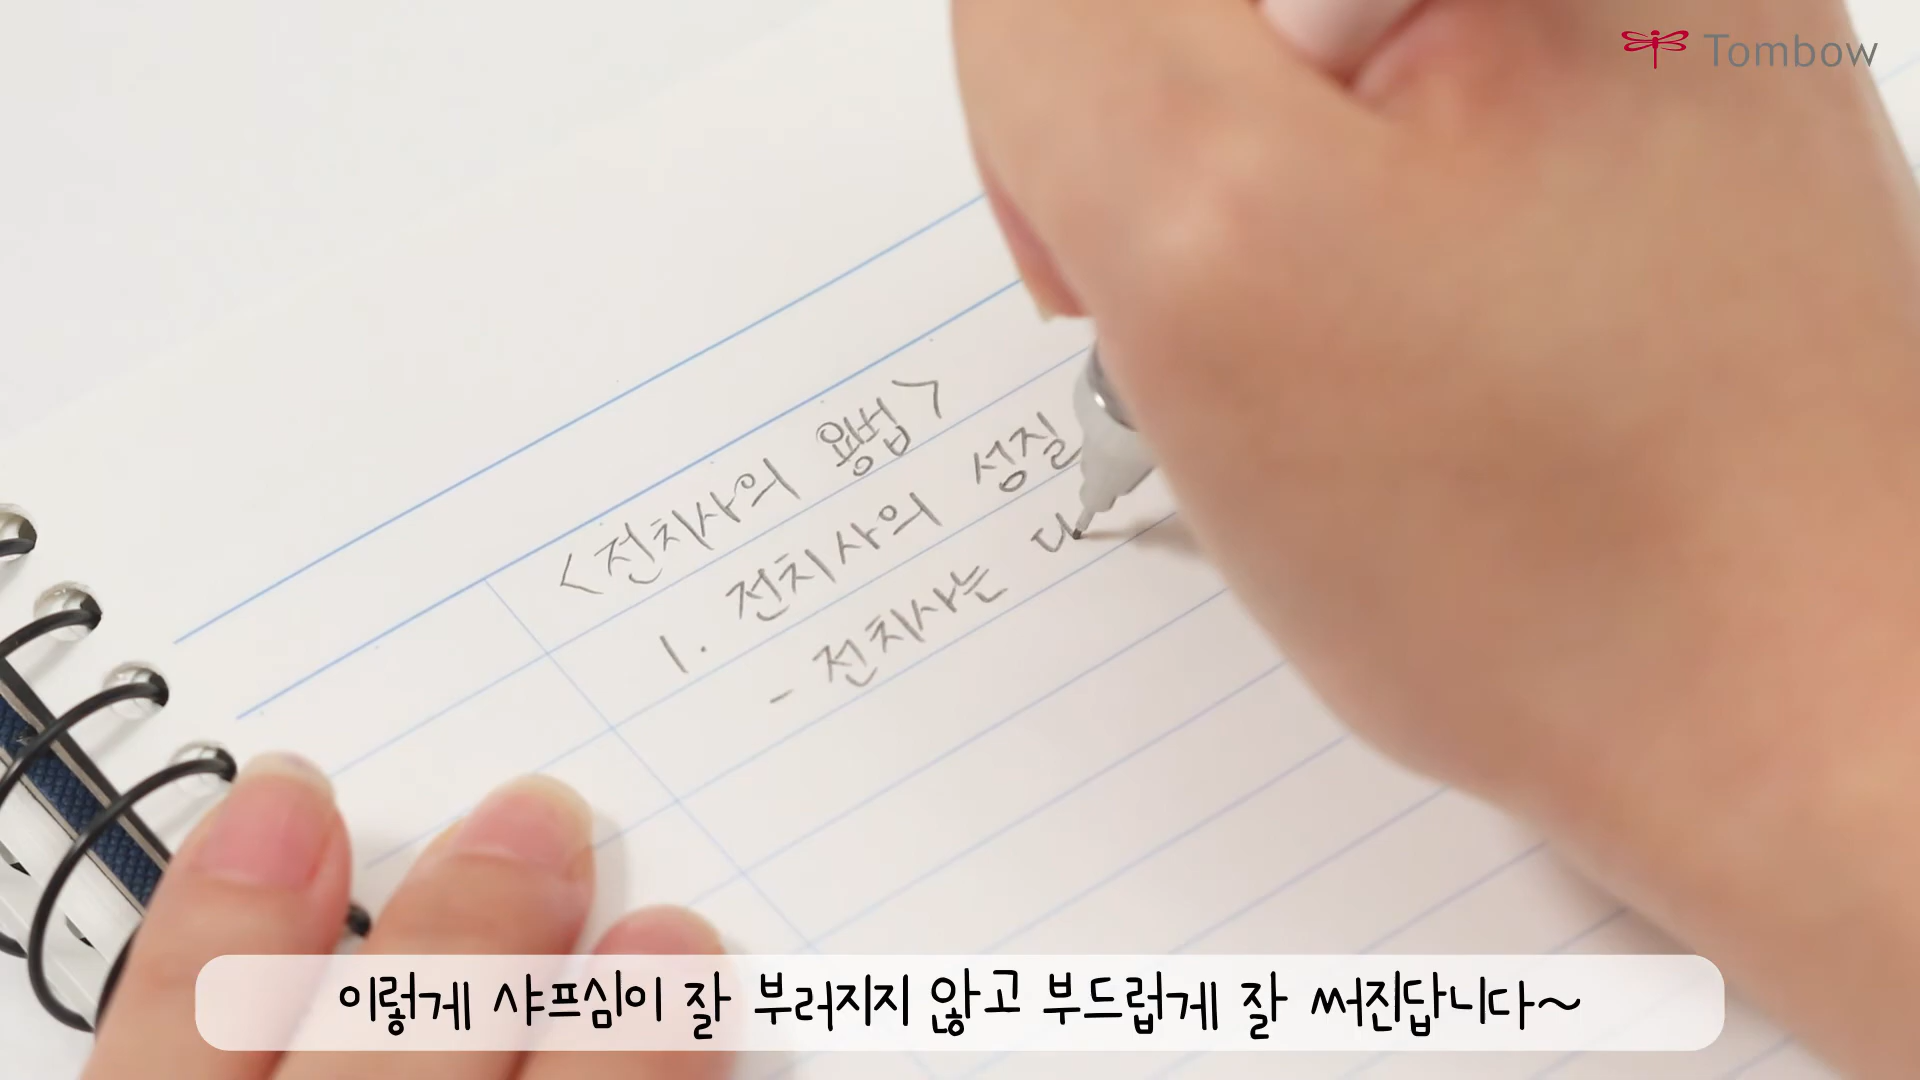 Tombow
<전치사의 용법>
1. 전치사의 성질
- 전치사는 다
이렇게 샤프심이 잘 부러지지 않고 부드럽게 잘 써진답니다~